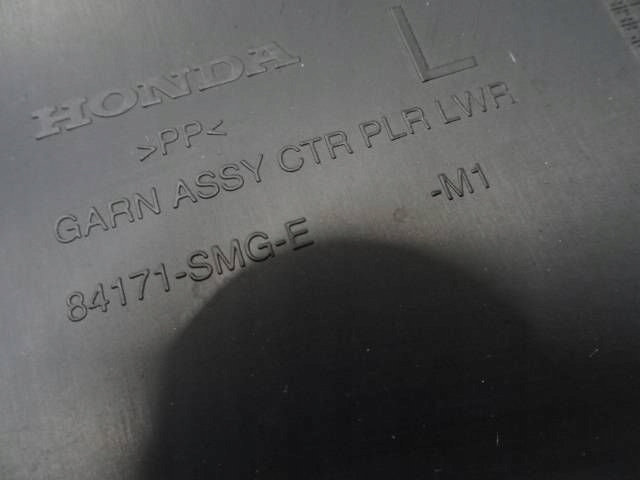 HONDA L
>PP<
GARN ASSY CTR PLR LWR
84171-SMG-E -M1